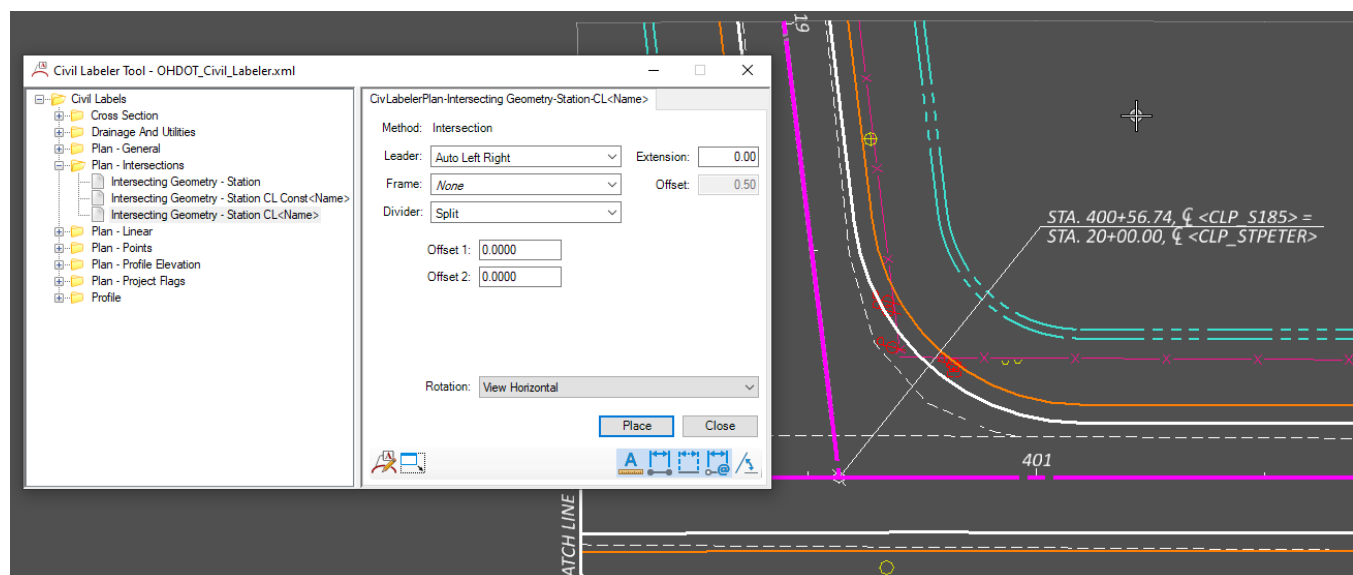 Civil Labeler Tool - OHDOT_Civil_Labeler.xml
Civil Labels
Cross Section
Drainage And Utilities
Plan - General
Plan - Intersections
Intersecting Geometry - Station
Intersecting Geometry - Station CL Const<Name>
Intersecting Geometry - Station CL<Name>
Plan - Linear
Plan - Points
Plan - Profile Elevation
Plan - Project Flags
Profile
CivLabelerPlan-Intersecting Geometry-Station-CL<Name>
Method: Intersection
Leader: Auto Left Right Extension: 0.00
Frame: None Offset: 0.50
Divider: Split
Offset 1: 0.0000
Offset 2: 0.0000
Rotation: View Horizontal
Place Close
A
19
STA. 400+56.74, ℄ <CLP_S185> =
STA. 20+00.00, ℄ <CLP_STPETER>
401
ATCH LINE